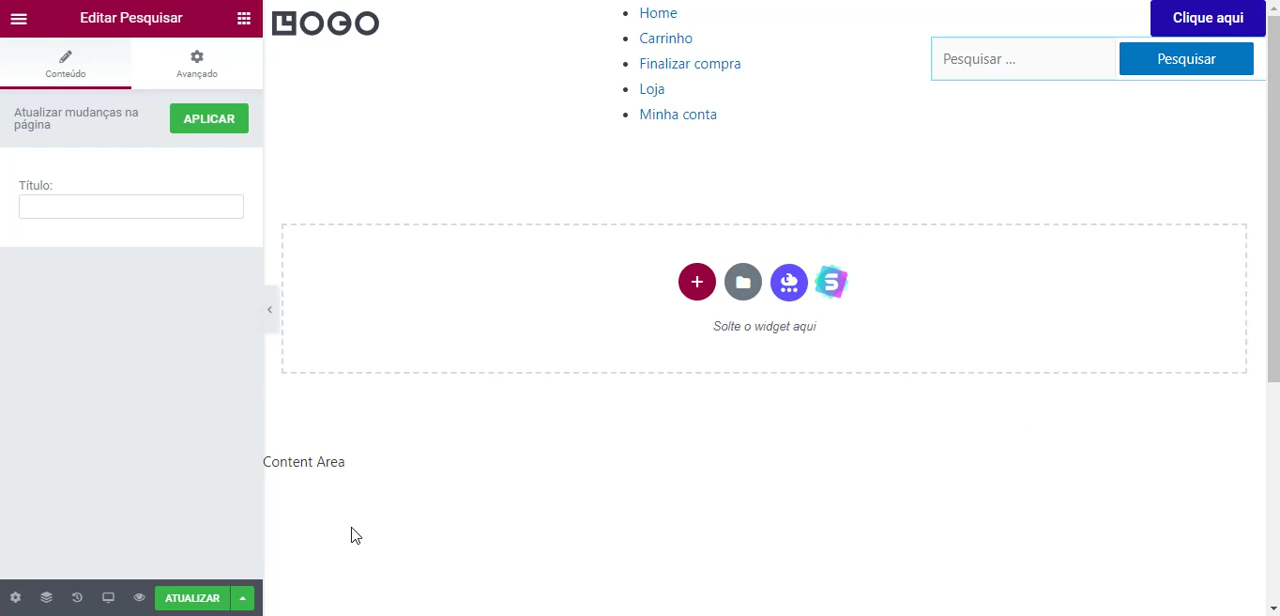 Editar Pesquisar
Conteúdo
Avançado
Atualizar mudanças na
página
APLICAR
Título:
ATUALIZAR
LOGO
Home
Carrinho
Finalizar compra
Loja
Minha conta
Clique aqui
Pesquisar ...
Pesquisar
Solte o widget aqui
Content Area